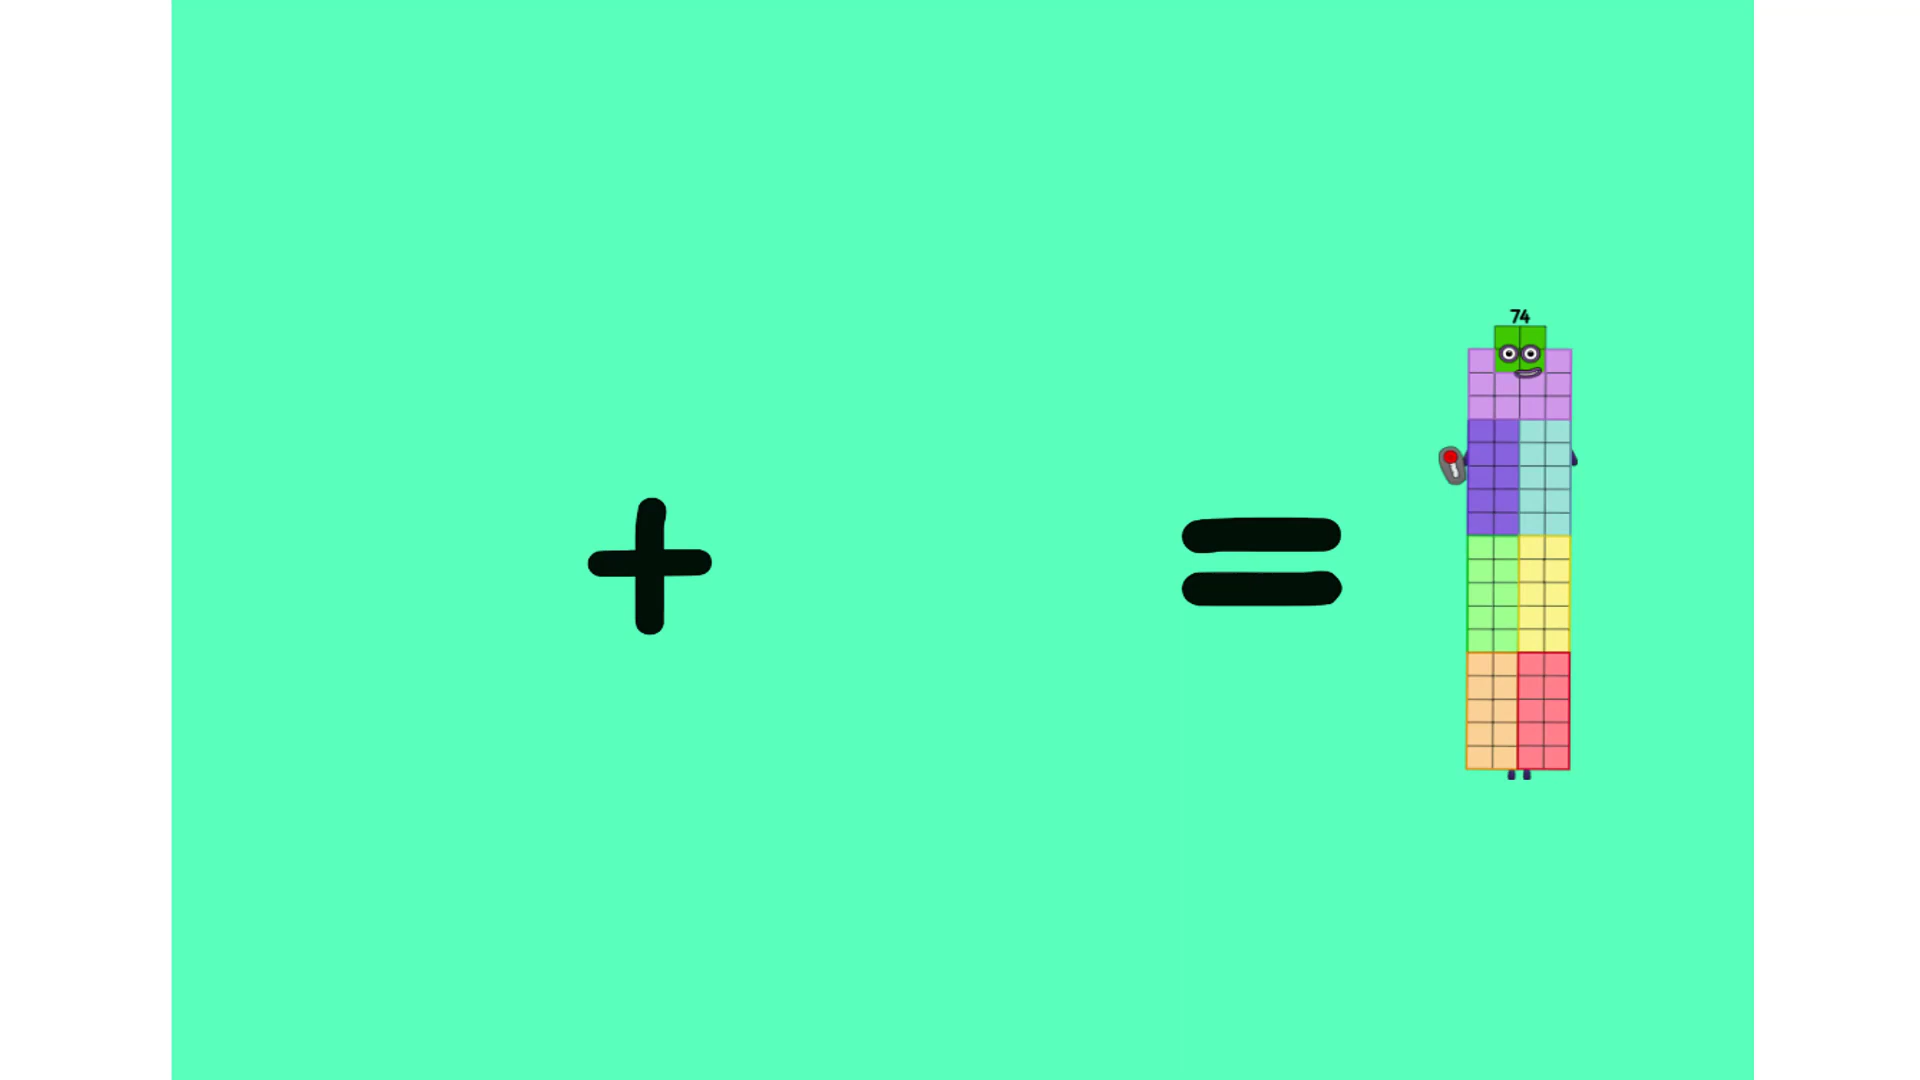 74
+ =